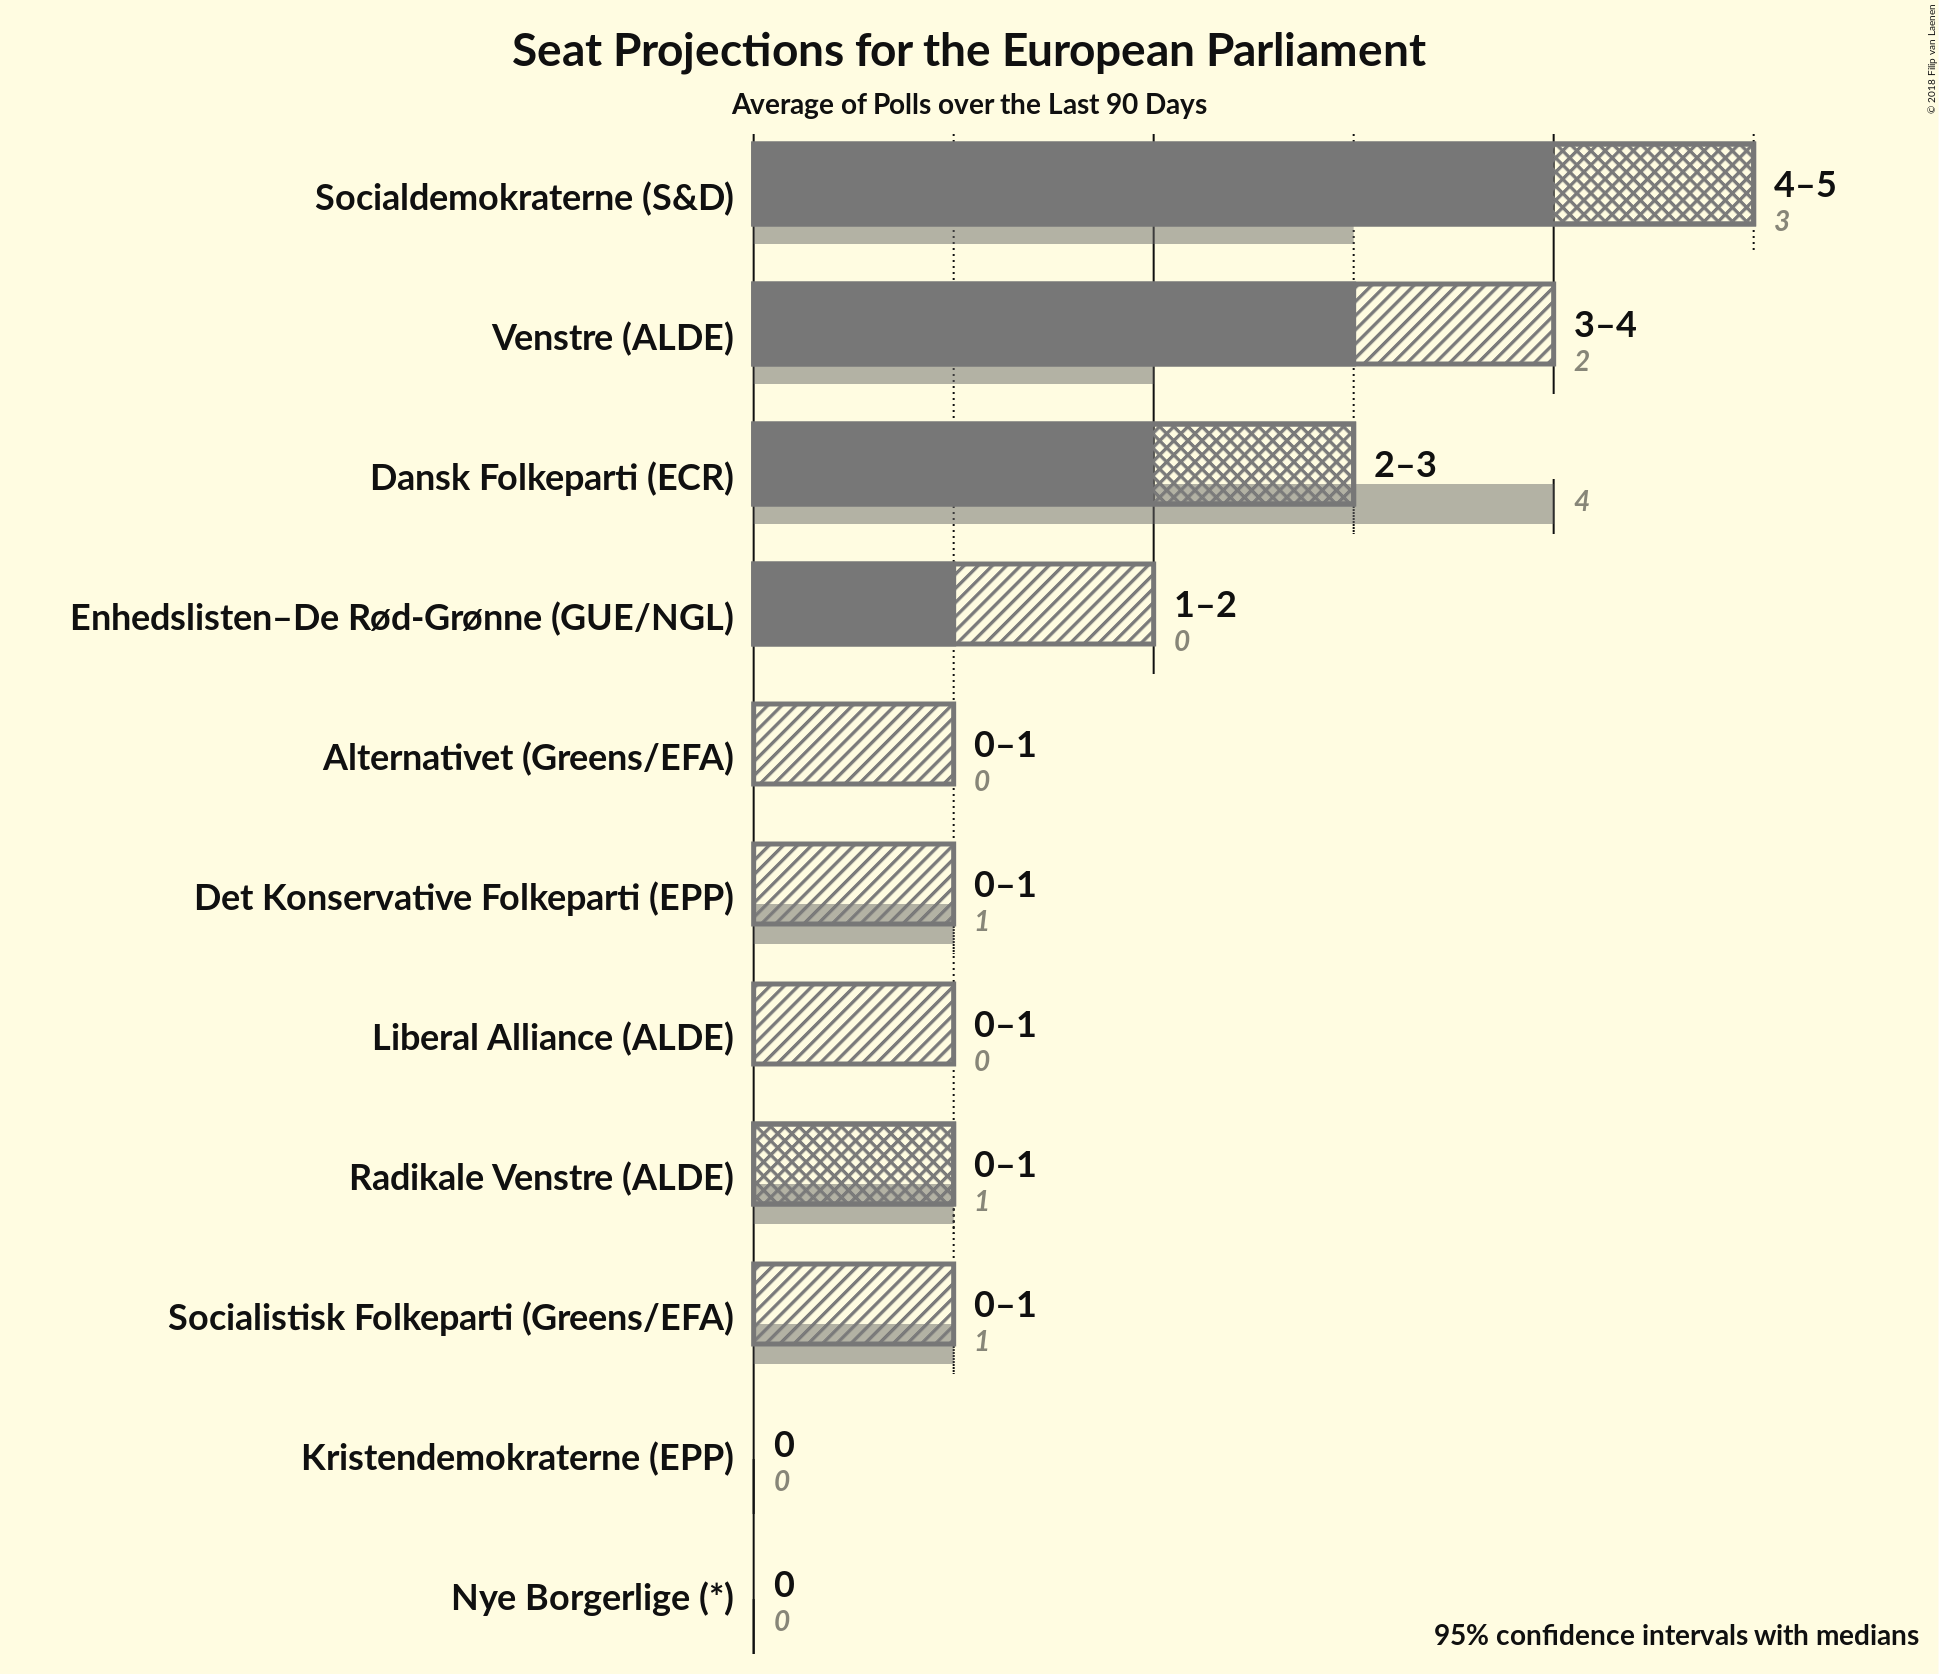 Seat Projections for the European Parliament
Average of Polls over the Last 90 Days
© 2018 Filip van Laenen
Socialdemokraterne (S&D)
4–5
3
Venstre (ALDE)
3–4
2
Dansk Folkeparti (ECR)
2–3
4
Enhedslisten–De Rød-Grønne (GUE/NGL)
1–2
0
Alternativet (Greens/EFA)
0–1
0
Det Konservative Folkeparti (EPP)
0–1
1
Liberal Alliance (ALDE)
0–1
0
Radikale Venstre (ALDE)
0–1
1
Socialistisk Folkeparti (Greens/EFA)
0–1
1
Kristendemokraterne (EPP)
0
0
Nye Borgerlige (*)
0
0
95% confidence intervals with medians